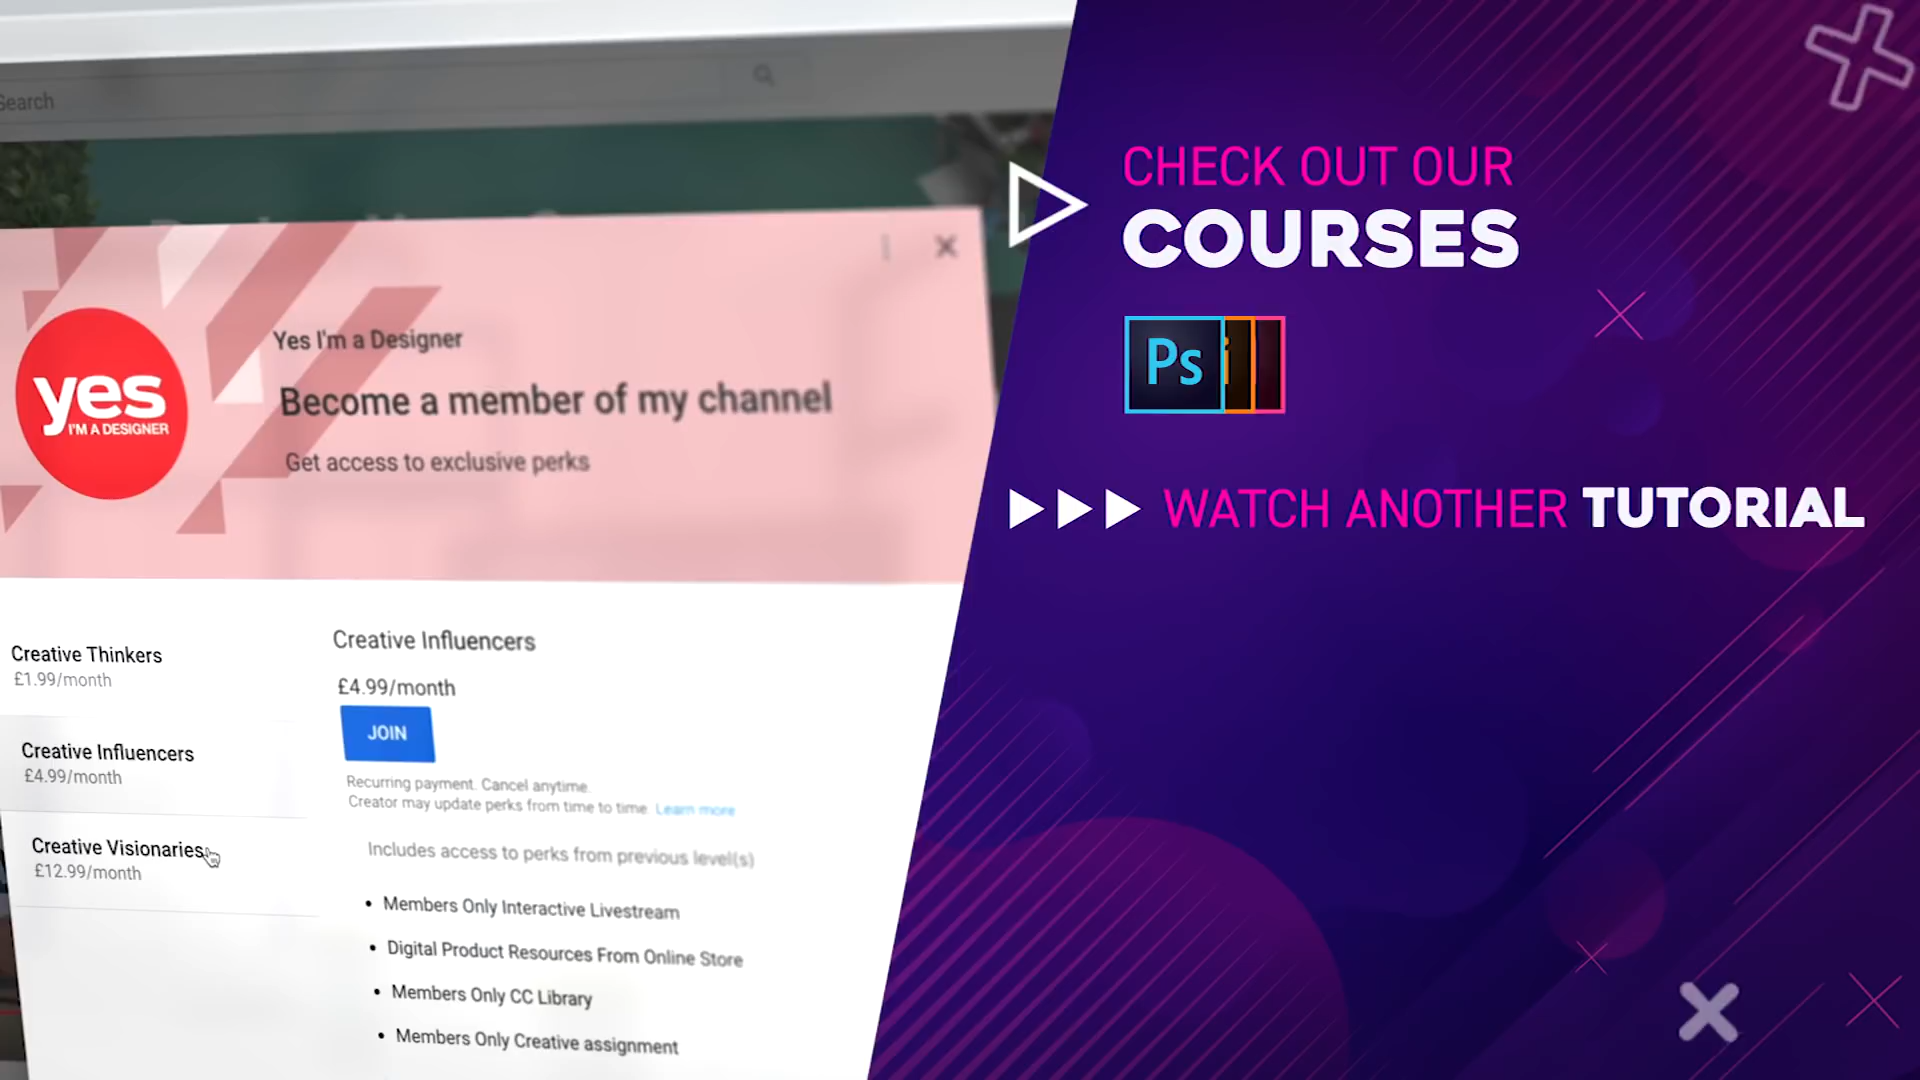 Search
yes
I'M A DESIGNER
Yes I'm a Designer
Become a member of my channel
Get access to exclusive perks
Creative Thinkers
£1.99/month
Creative Influencers
£4.99/month
Creative Visionaries
£12.99/month
Creative Influencers
£4.99/month
JOIN
Recurring payment. Cancel anytime.
Creator may update perks from time to time. Learn more
Includes access to perks from previous level(s)
• Members Only Interactive Livestream
• Digital Product Resources From Online Store
• Members Only CC Library
• Members Only Creative assignment
CHECK OUT OUR
COURSES
Ps
WATCH ANOTHER TUTORIAL